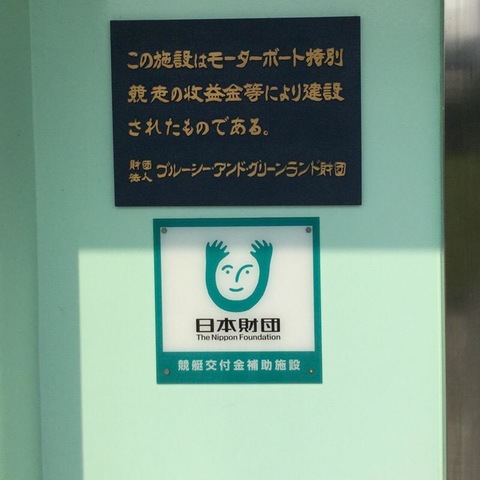 この施設はモーターボート特別
競走の収益金等により建設
されたものである。
財団法人 ブルーシー・アンド・グリーンランド財団
日本財団
The Nippon Foundation
競艇交付金補助施設